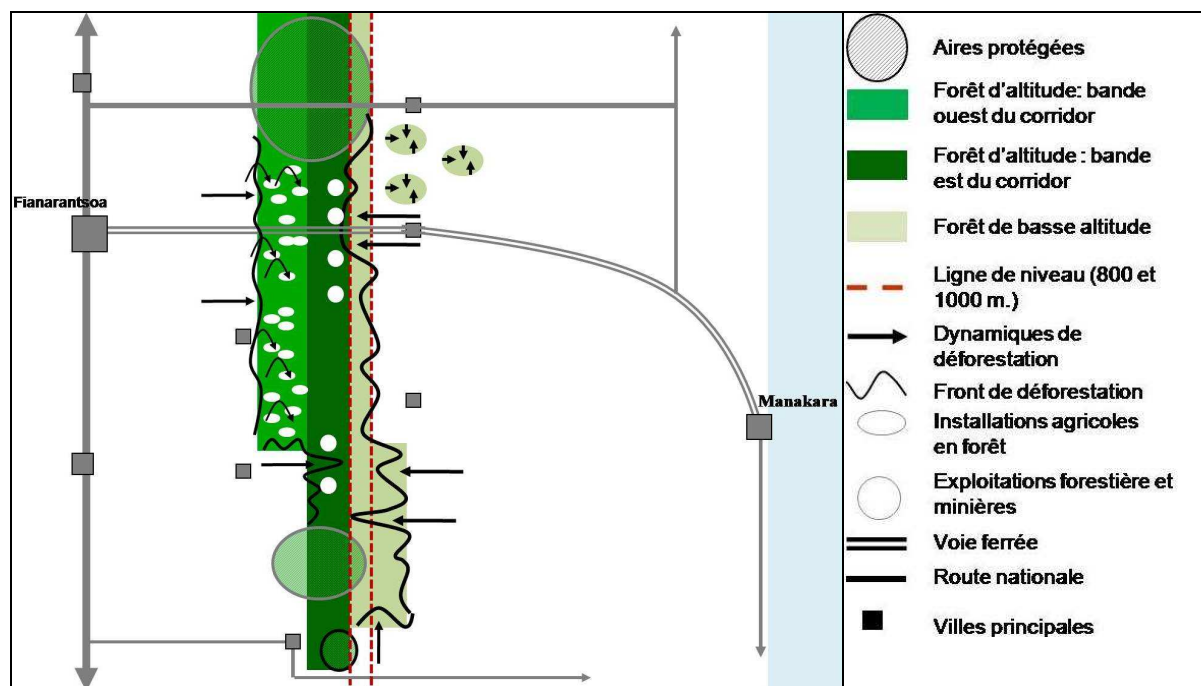 Fianarantsoa
Manakara
Aires protégées
Forêt d'altitude: bande
ouest du corridor
Forêt d'altitude : bande
est du corridor
Forêt de basse altitude
Ligne de niveau (800 et
1000 m.)
Dynamiques de
déforestation
Front de déforestation
Installations agricoles
en forêt
Exploitations forestière et
minières
Voie ferrée
Route nationale
Villes principales